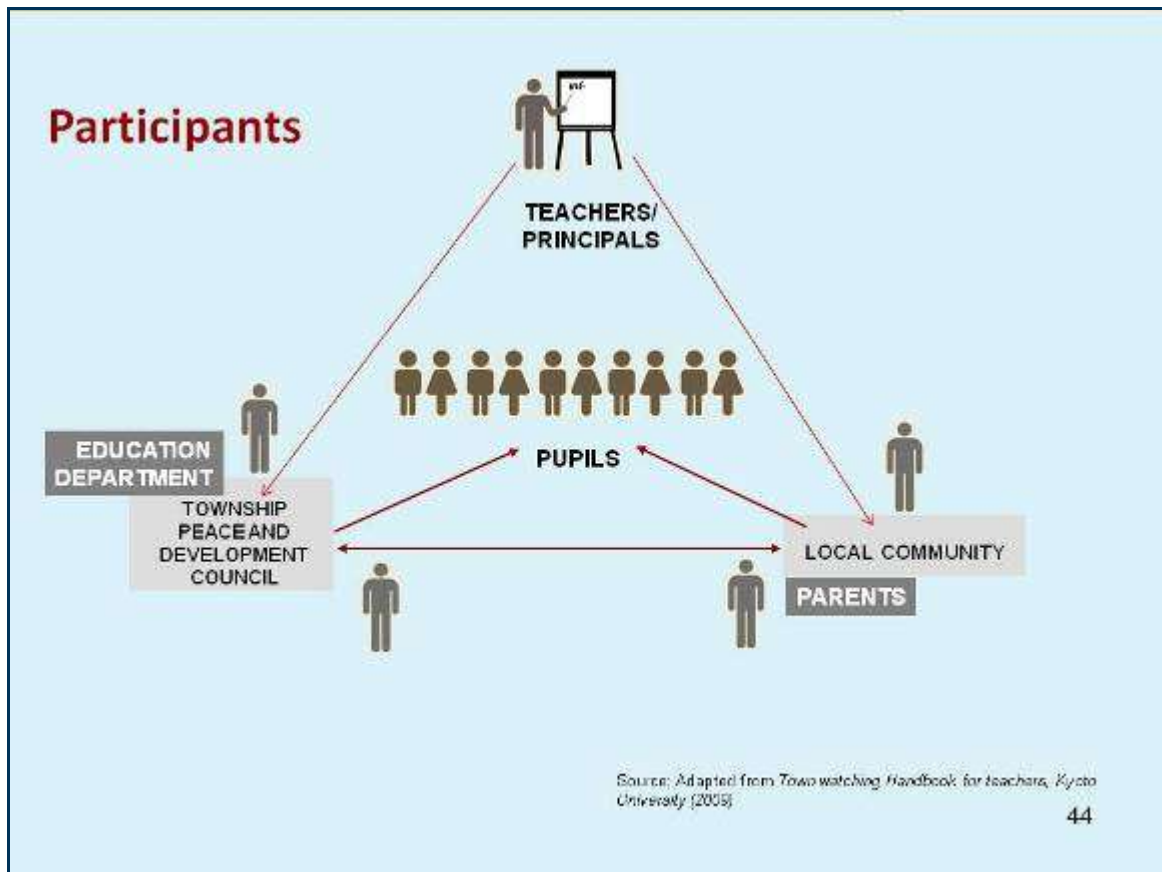 Participants
TEACHERS/
PRINCIPALS
PUPILS
EDUCATION
DEPARTMENT
TOWNSHIP
PEACE AND
DEVELOPMENT
COUNCIL
LOCAL COMMUNITY
PARENTS
Source: Adapted from Town watching Handbook for teachers, Kyoto
University (2009)
44